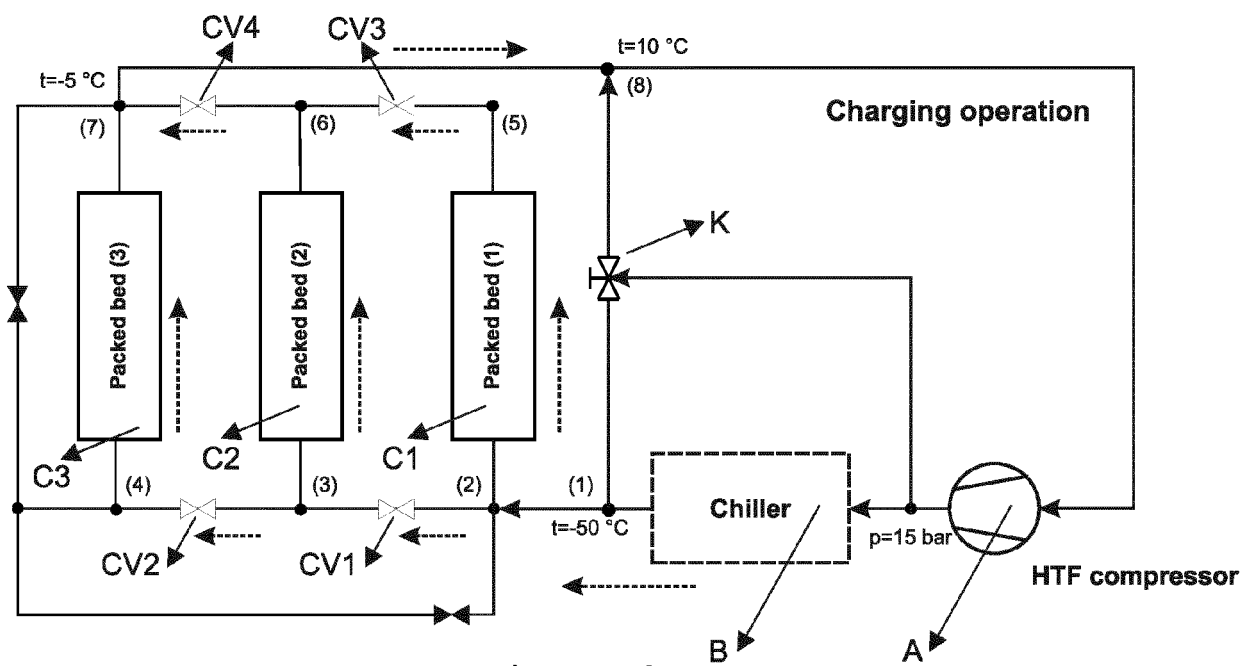 CV4
CV3
t=-5 °C
t=10 °C
(7)
(6)
(5)
(8)
Charging operation
K
Packed bed (3)
Packed bed (2)
Packed bed (1)
C3
C2
C1
(4)
(3)
(2)
(1)
t=-50 °C
Chiller
p=15 bar
HTF compressor
CV2
CV1
B
A